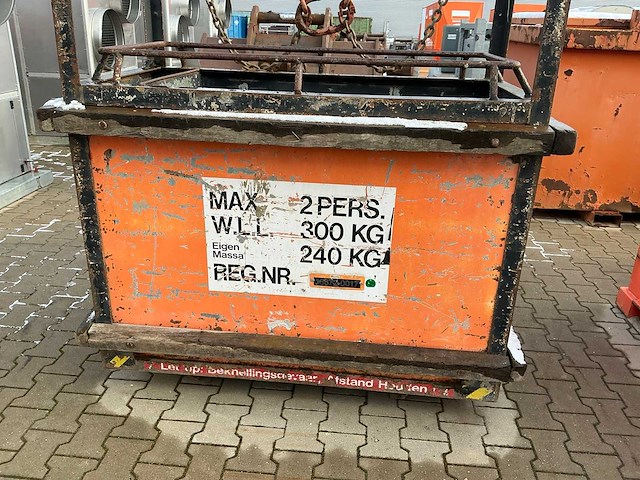 MAX 2 PERS.
W.L.L 300 KG
Eigen Massa 240 KG
REG.NR.
Let op: Beknellingsgevaar, Afstand Houden